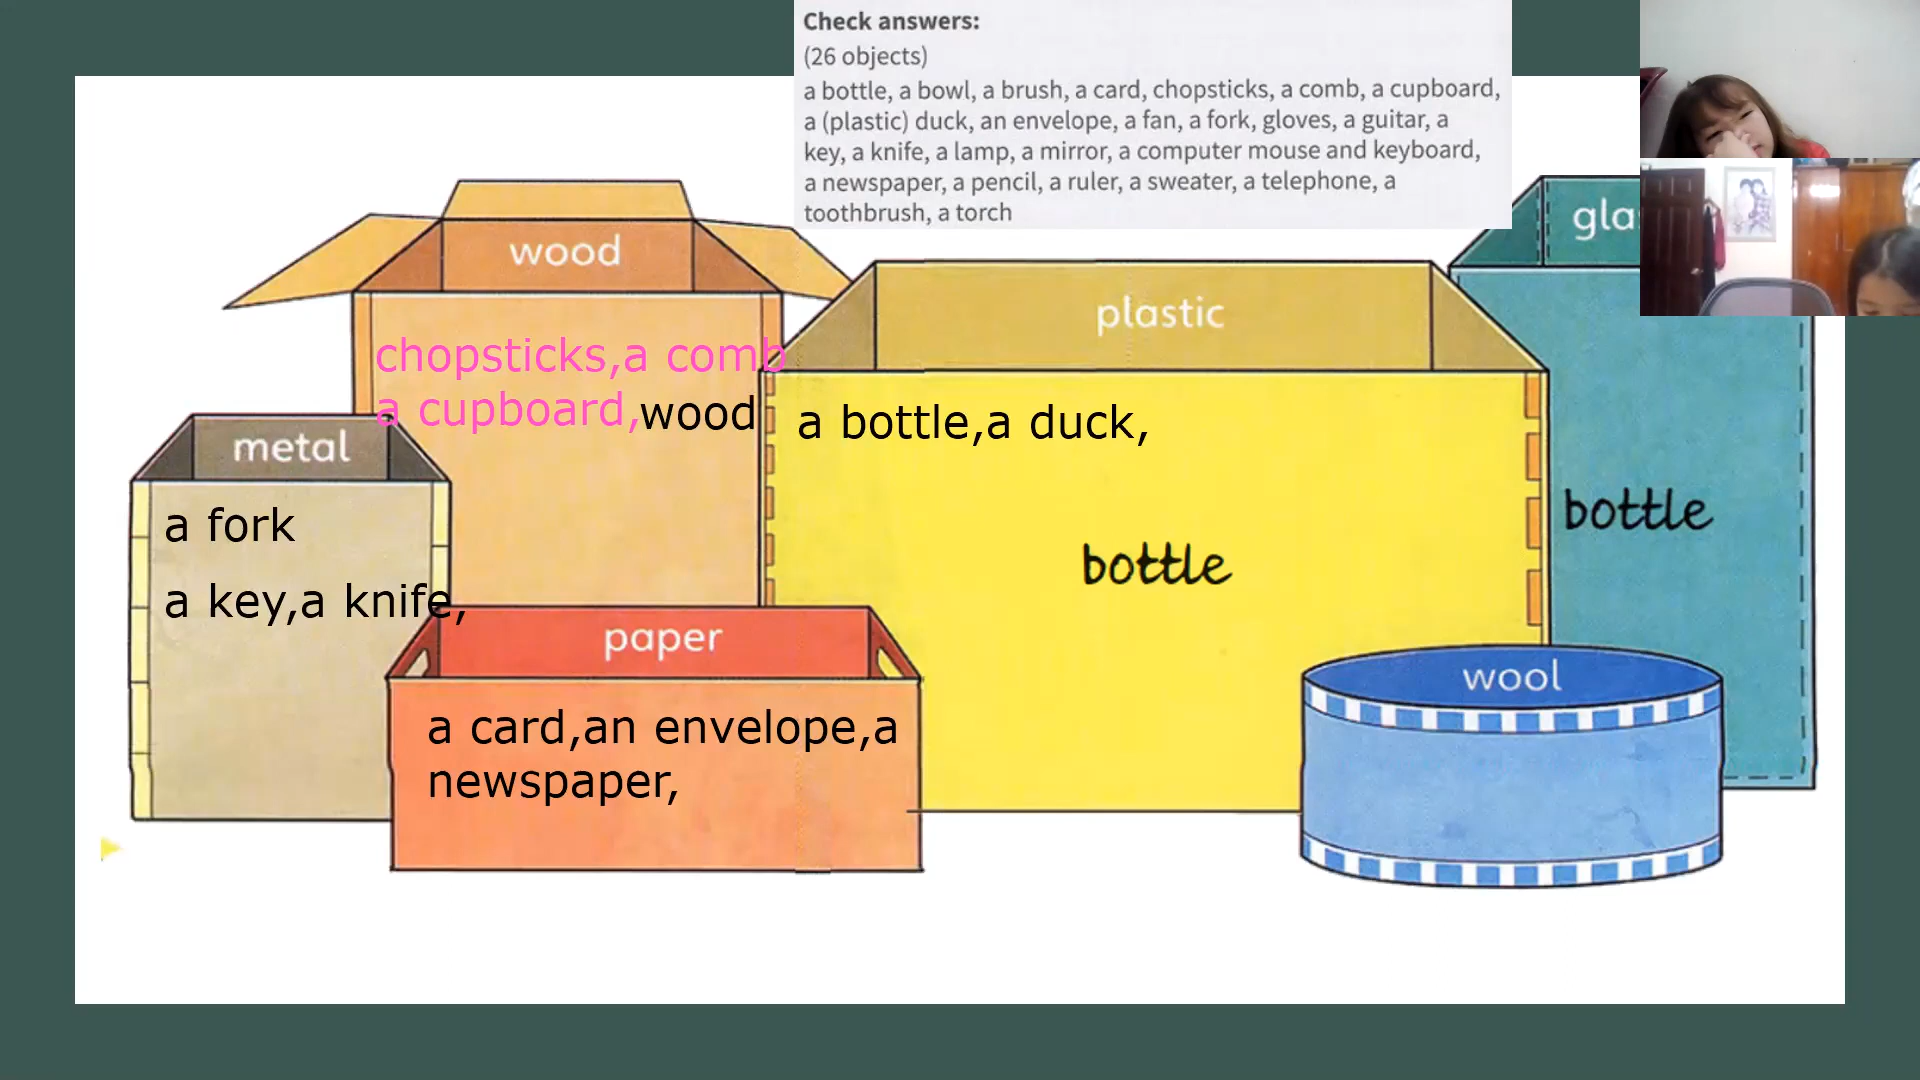 Check answers:
(26 objects)
a bottle, a bowl, a brush, a card, chopsticks, a comb, a cupboard,
a (plastic) duck, an envelope, a fan, a fork, gloves, a guitar, a
key, a knife, a lamp, a mirror, a computer mouse and keyboard,
a newspaper, a pencil, a ruler, a sweater, a telephone, a
toothbrush, a torch
wood
gla
plastic
chopsticks,a comb
a cupboard,wood
a bottle,a duck,
metal
a fork
bottle
bottle
a key,a knife,
paper
wool
a card,an envelope,a
newspaper,